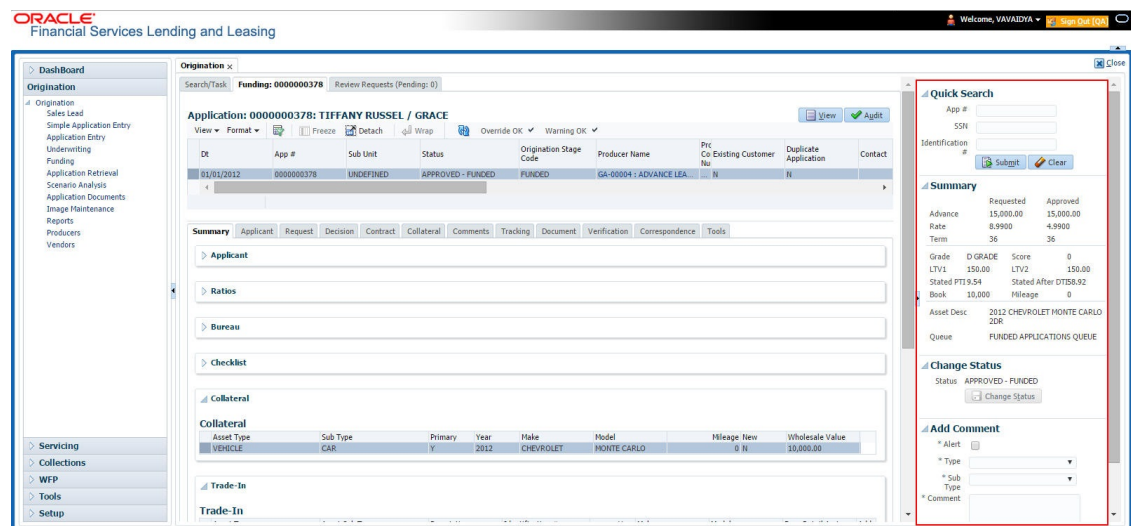 ORACLE
Financial Services Lending and Leasing
Welcome, VAVAIDYA
Sign Out [QA]
DashBoard
Origination
Origination
Sales Lead
Simple Application Entry
Application Entry
Underwriting
Funding
Application Retrieval
Scenario Analysis
Application Documents
Image Maintenance
Reports
Producers
Vendors
Servicing
Collections
WFP
Tools
Setup
Origination x
Close
Search/Task Funding: 0000000378 Review Requests (Pending: 0)
Application: 0000000378: TIFFANY RUSSEL / GRACE
View Audit
View Format Freeze Detach Wrap Override OK Warning OK
Dt App # Sub Unit Status Origination Stage Code Producer Name Existing Customer Duplicate Application Contact
01/01/2012 0000000378 UNDEFINED APPROVED - FUNDED FUNDED GA-00004 : ADVANCE LEA... ... N N
Summary Applicant Request Decision Contract Collateral Comments Tracking Document Verification Correspondence Tools
Applicant
Ratios
Bureau
Checklist
Collateral
Collateral
Asset Type Sub Type Primary Year Make Model Mileage New Wholesale Value
VEHICLE CAR Y 2012 CHEVROLET MONTE CARLO 0 N 10,000.00
Trade-In
Trade-In
Quick Search
App #
SSN
Identification
#
Submit Clear
Summary
Requested Approved
Advance 15,000.00 15,000.00
Rate 8.9900 4.9900
Term 36 36
Grade D GRADE Score 0
LTV1 150.00 LTV2 150.00
Stated PTI 9.54 Stated After DTI 58.92
Book 10,000 Mileage 0
Asset Desc 2012 CHEVROLET MONTE CARLO
2DR
Queue FUNDED APPLICATIONS QUEUE
Change Status
Status APPROVED - FUNDED
Change Status
Add Comment
* Alert
* Type
* Sub
Type
* Comment